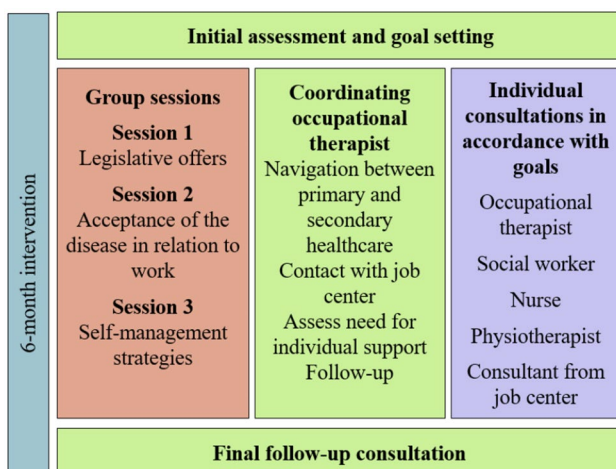 6-month intervention
Initial assessment and goal setting
Group sessions
Session 1
Legislative offers
Session 2
Acceptance of the
disease in relation to
work
Session 3
Self-management
strategies
Coordinating
occupational
therapist
Navigation between
primary and
secondary
healthcare
Contact with job
center
Assess need for
individual support
Follow-up
Individual
consultations in
accordance with
goals
Occupational
therapist
Social worker
Nurse
Physiotherapist
Consultant from
job center
Final follow-up consultation